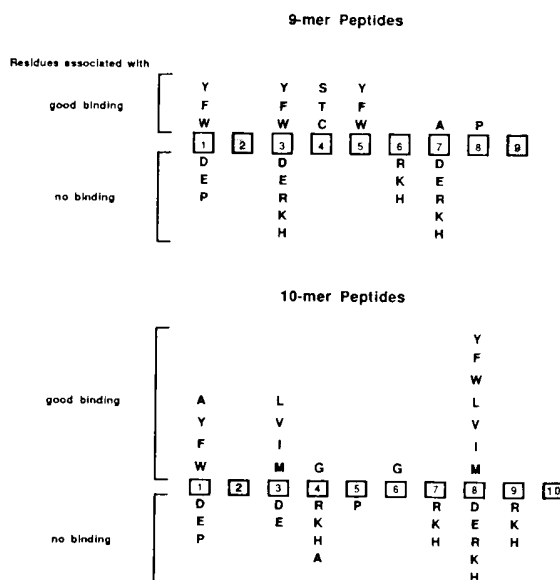 9-mer Peptides
Residues associated with
Y Y S Y
good binding F F T F
W W C W A P
1 2 3 4 5 6 7 8 9
D D R D
E E K E
no binding P R H R
K K
H H
10-mer Peptides
Y
F
W
good binding A L L
Y V V
F I I
W M G G M
1 2 3 4 5 6 7 8 9 10
D D R P R D R
E E K K E K
no binding P H H R H
A K
H